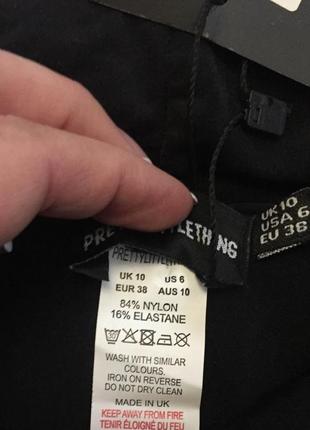 UK 10
USA 6
EU 38
PRETTYLITTLETHING
UK 10 US 6
EUR 38 AUS 10
84% NYLON
16% ELASTANE
30
WASH WITH SIMILAR
COLOURS.
IRON ON REVERSE
DO NOT DRY CLEAN
MADE IN UK
KEEP AWAY FROM FIRE
TENIR ÉLOIGNÉ DU FEU